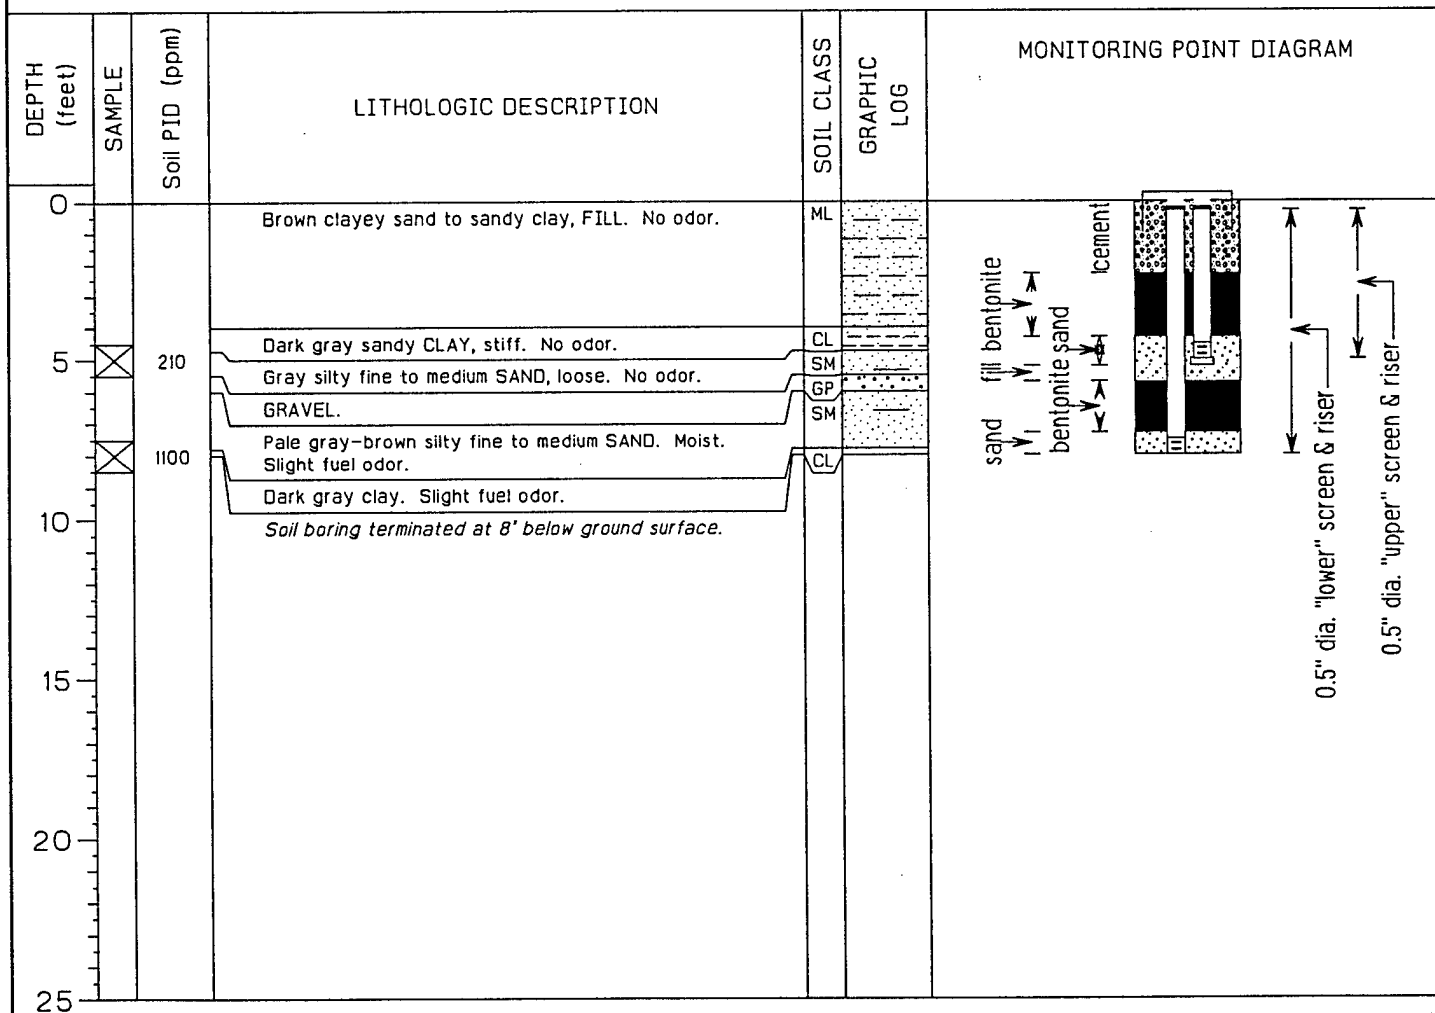 DEPTH
(feet)
SAMPLE
Soil PID (ppm)
LITHOLOGIC DESCRIPTION
SOIL CLASS
GRAPHIC
LOG
MONITORING POINT DIAGRAM
0
Brown clayey sand to sandy clay, FILL. No odor.
ML
Dark gray sandy CLAY, stiff. No odor.
CL
5
210
Gray silty fine to medium SAND, loose. No odor.
SM
GRAVEL.
GP
Pale gray-brown silty fine to medium SAND. Moist.
Slight fuel odor.
SM
1100
Dark gray clay. Slight fuel odor.
CL
Soil boring terminated at 8' below ground surface.
10
15
20
25
sand
fill
bentonite
bentonite
sand
cement
0.5" dia. "lower" screen & riser
0.5" dia. "upper" screen & riser